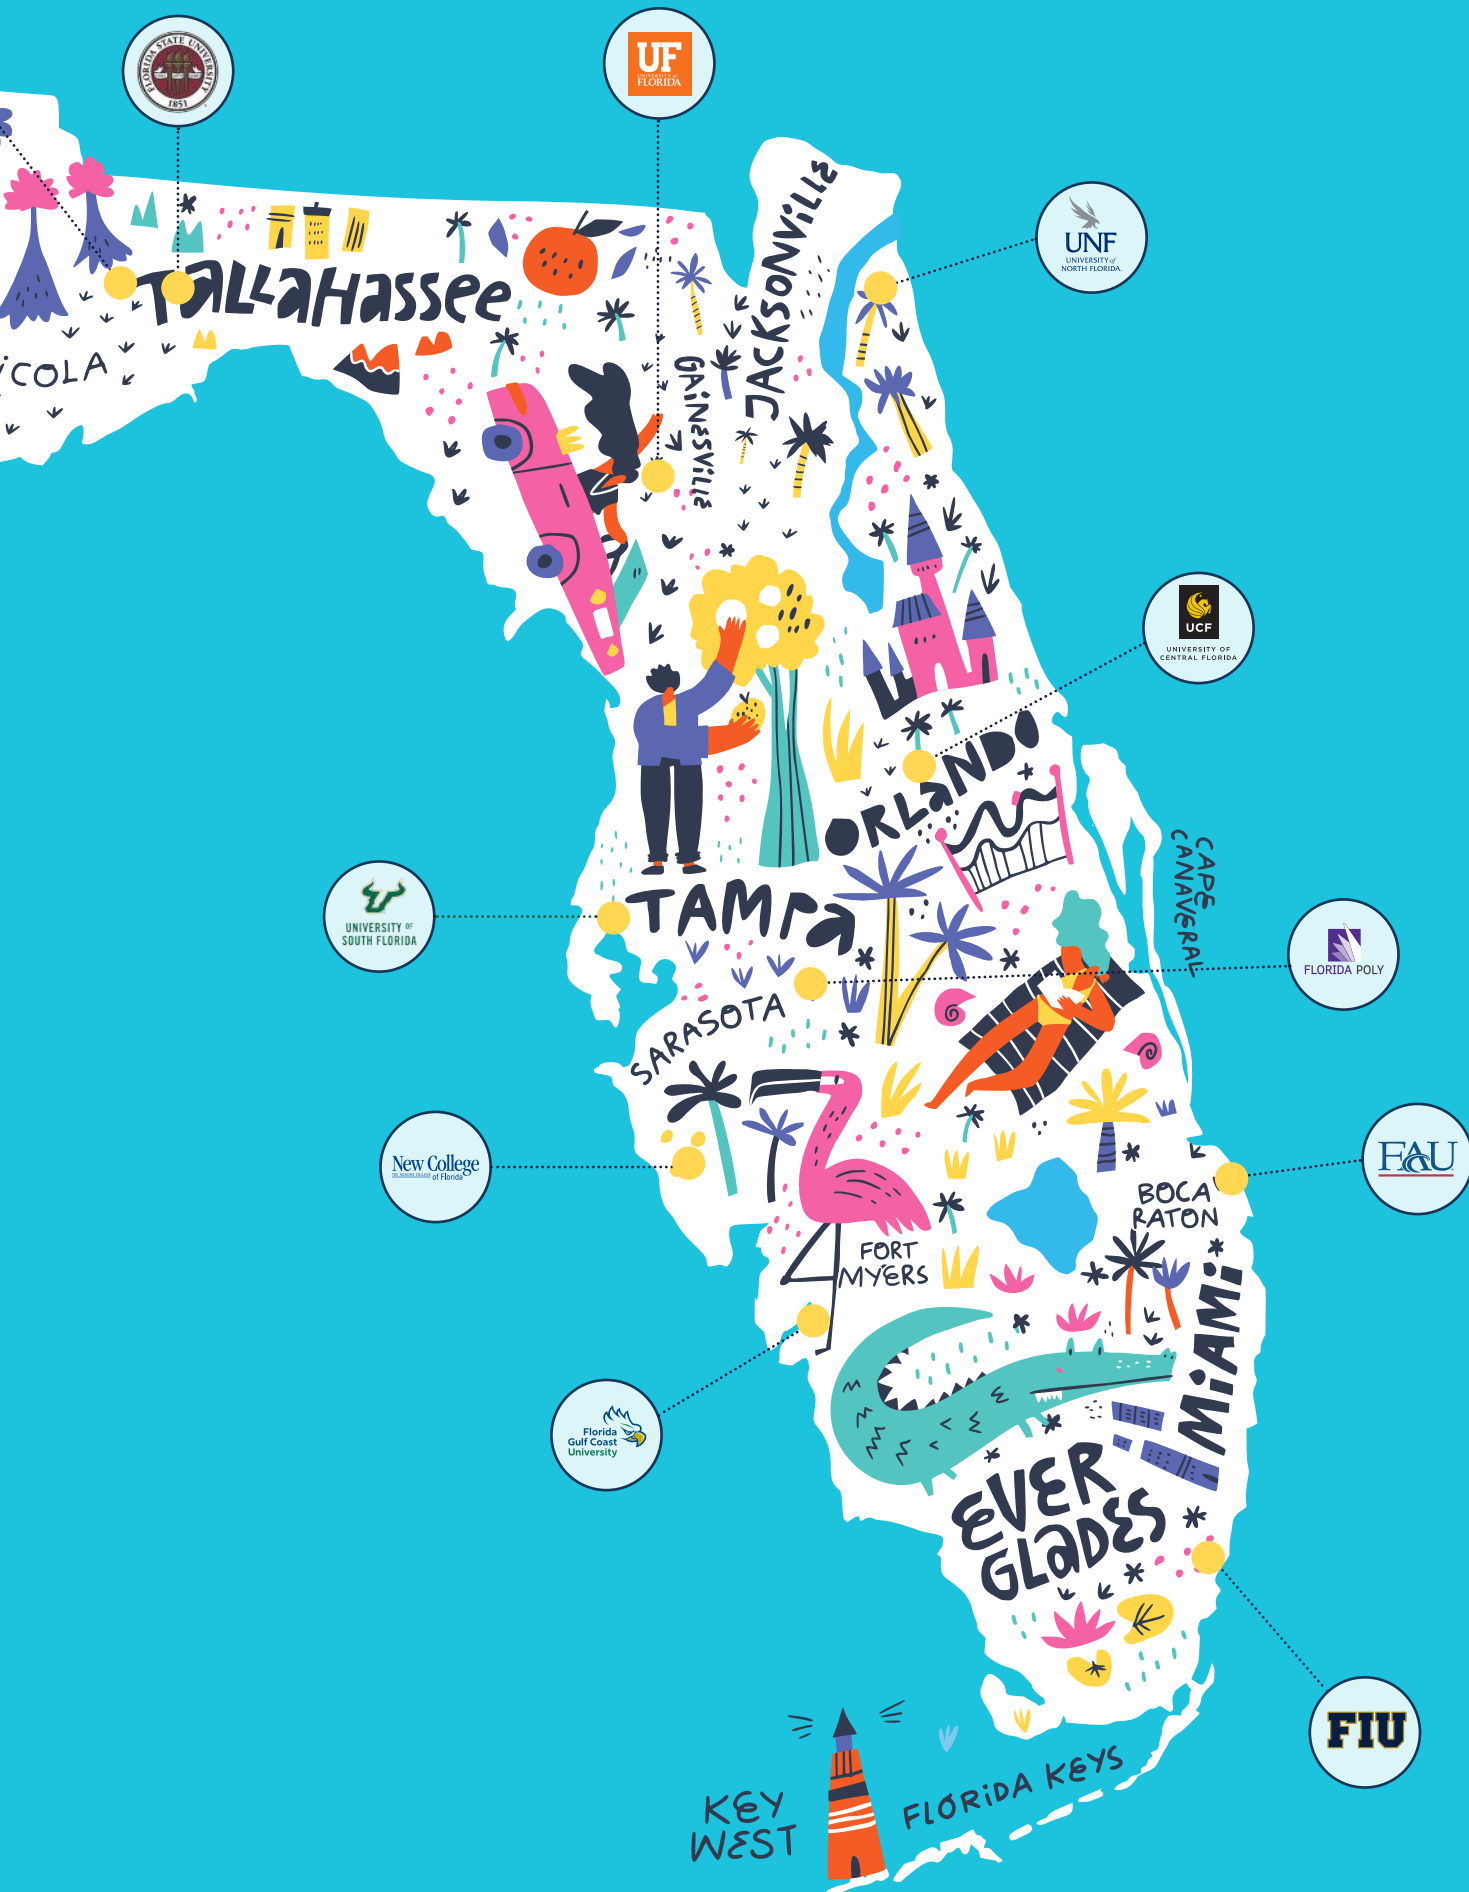 FLORIDA STATE UNIVERSITY
1851
UF
UNIVERSITY of
FLORIDA
JACKSONVILLE
UNF
UNIVERSITY of
NORTH FLORIDA
TALLAHASSEE
ICOLA
GAINESVILLE
UCF
UNIVERSITY OF
CENTRAL FLORIDA
ORLANDO
CAPE
CANAVERAL
TAMPA
UNIVERSITY OF
SOUTH FLORIDA
FLORIDA POLY
SARASOTA
New College
of Florida
FAU
BOCA
RATON
FORT
MYERS
MIAMI
Florida
Gulf Coast
University
EVER
GLADES
FIU
FLORIDA KEYS
KEY
WEST